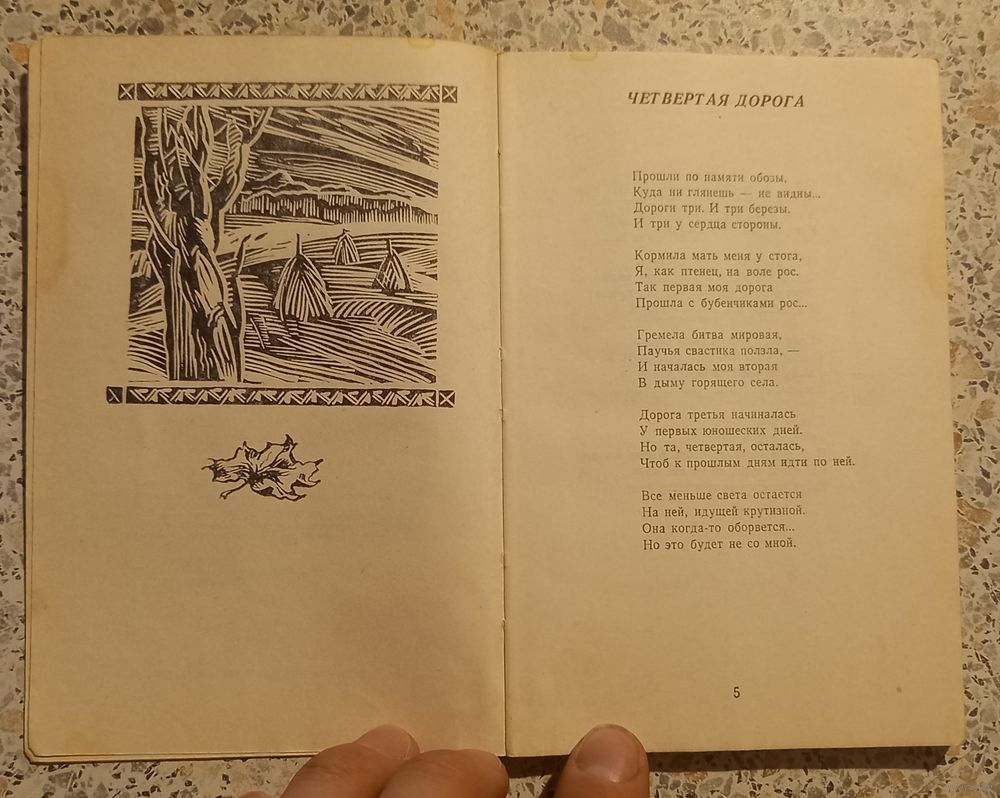 ЧЕТВЕРТАЯ ДОРОГА
Прошли по памяти обозы,
Куда ни глянешь — не видны...
Дороги три. И три березы.
И три у сердца стороны.
Кормила мать меня у стога,
Я, как птенец, на воле рос.
Так первая моя дорога
Прошла с бубенчиками рос...
Гремела битва мировая,
Паучья свастика ползла, —
И началась моя вторая
В дыму горящего села.
Дорога третья начиналась
У первых юношеских дней.
Но та, четвертая, осталась,
Чтоб к прошлым дням идти по ней.
Все меньше света остается
На ней, идущей крутизной.
Она когда-то оборвется...
Но это будет не со мной.
5